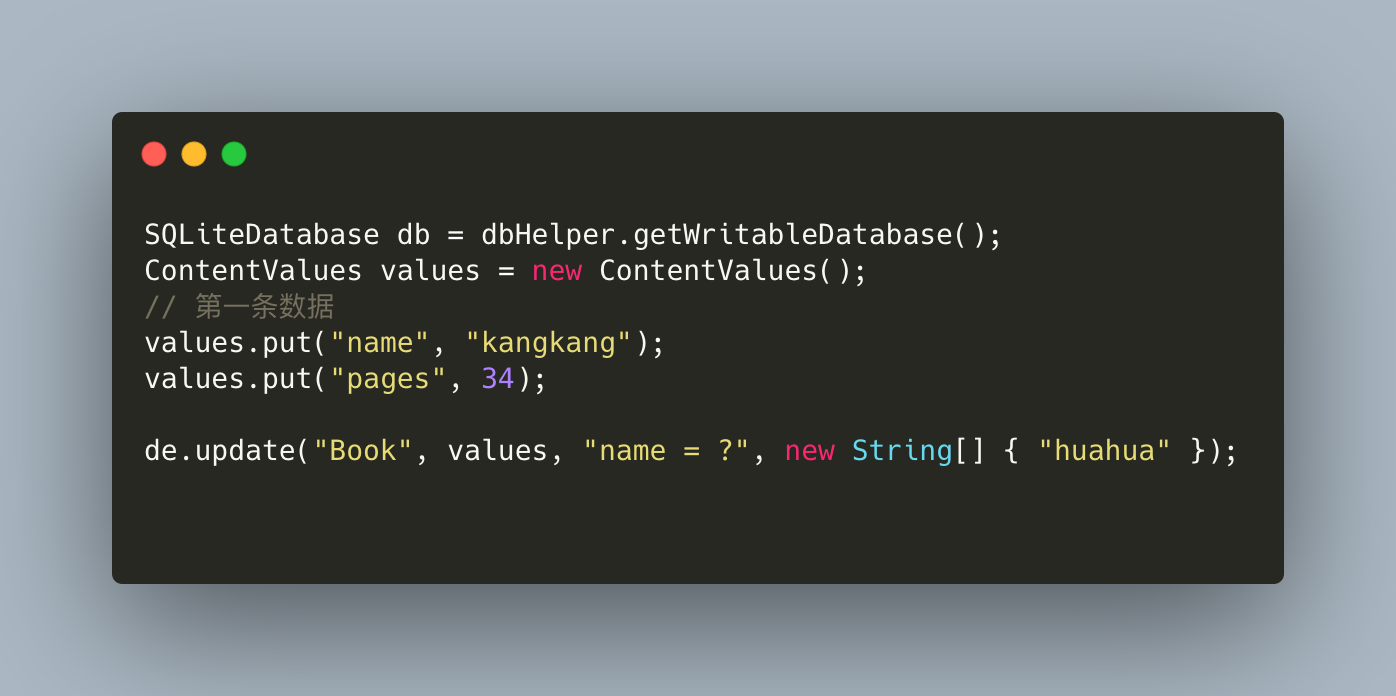 SQLiteDatabase db = dbHelper.getWritableDatabase();
ContentValues values = new ContentValues();
// 第一条数据
values.put("name", "kangkang");
values.put("pages", 34);
de.update("Book", values, "name = ?", new String[] { "huahua" });